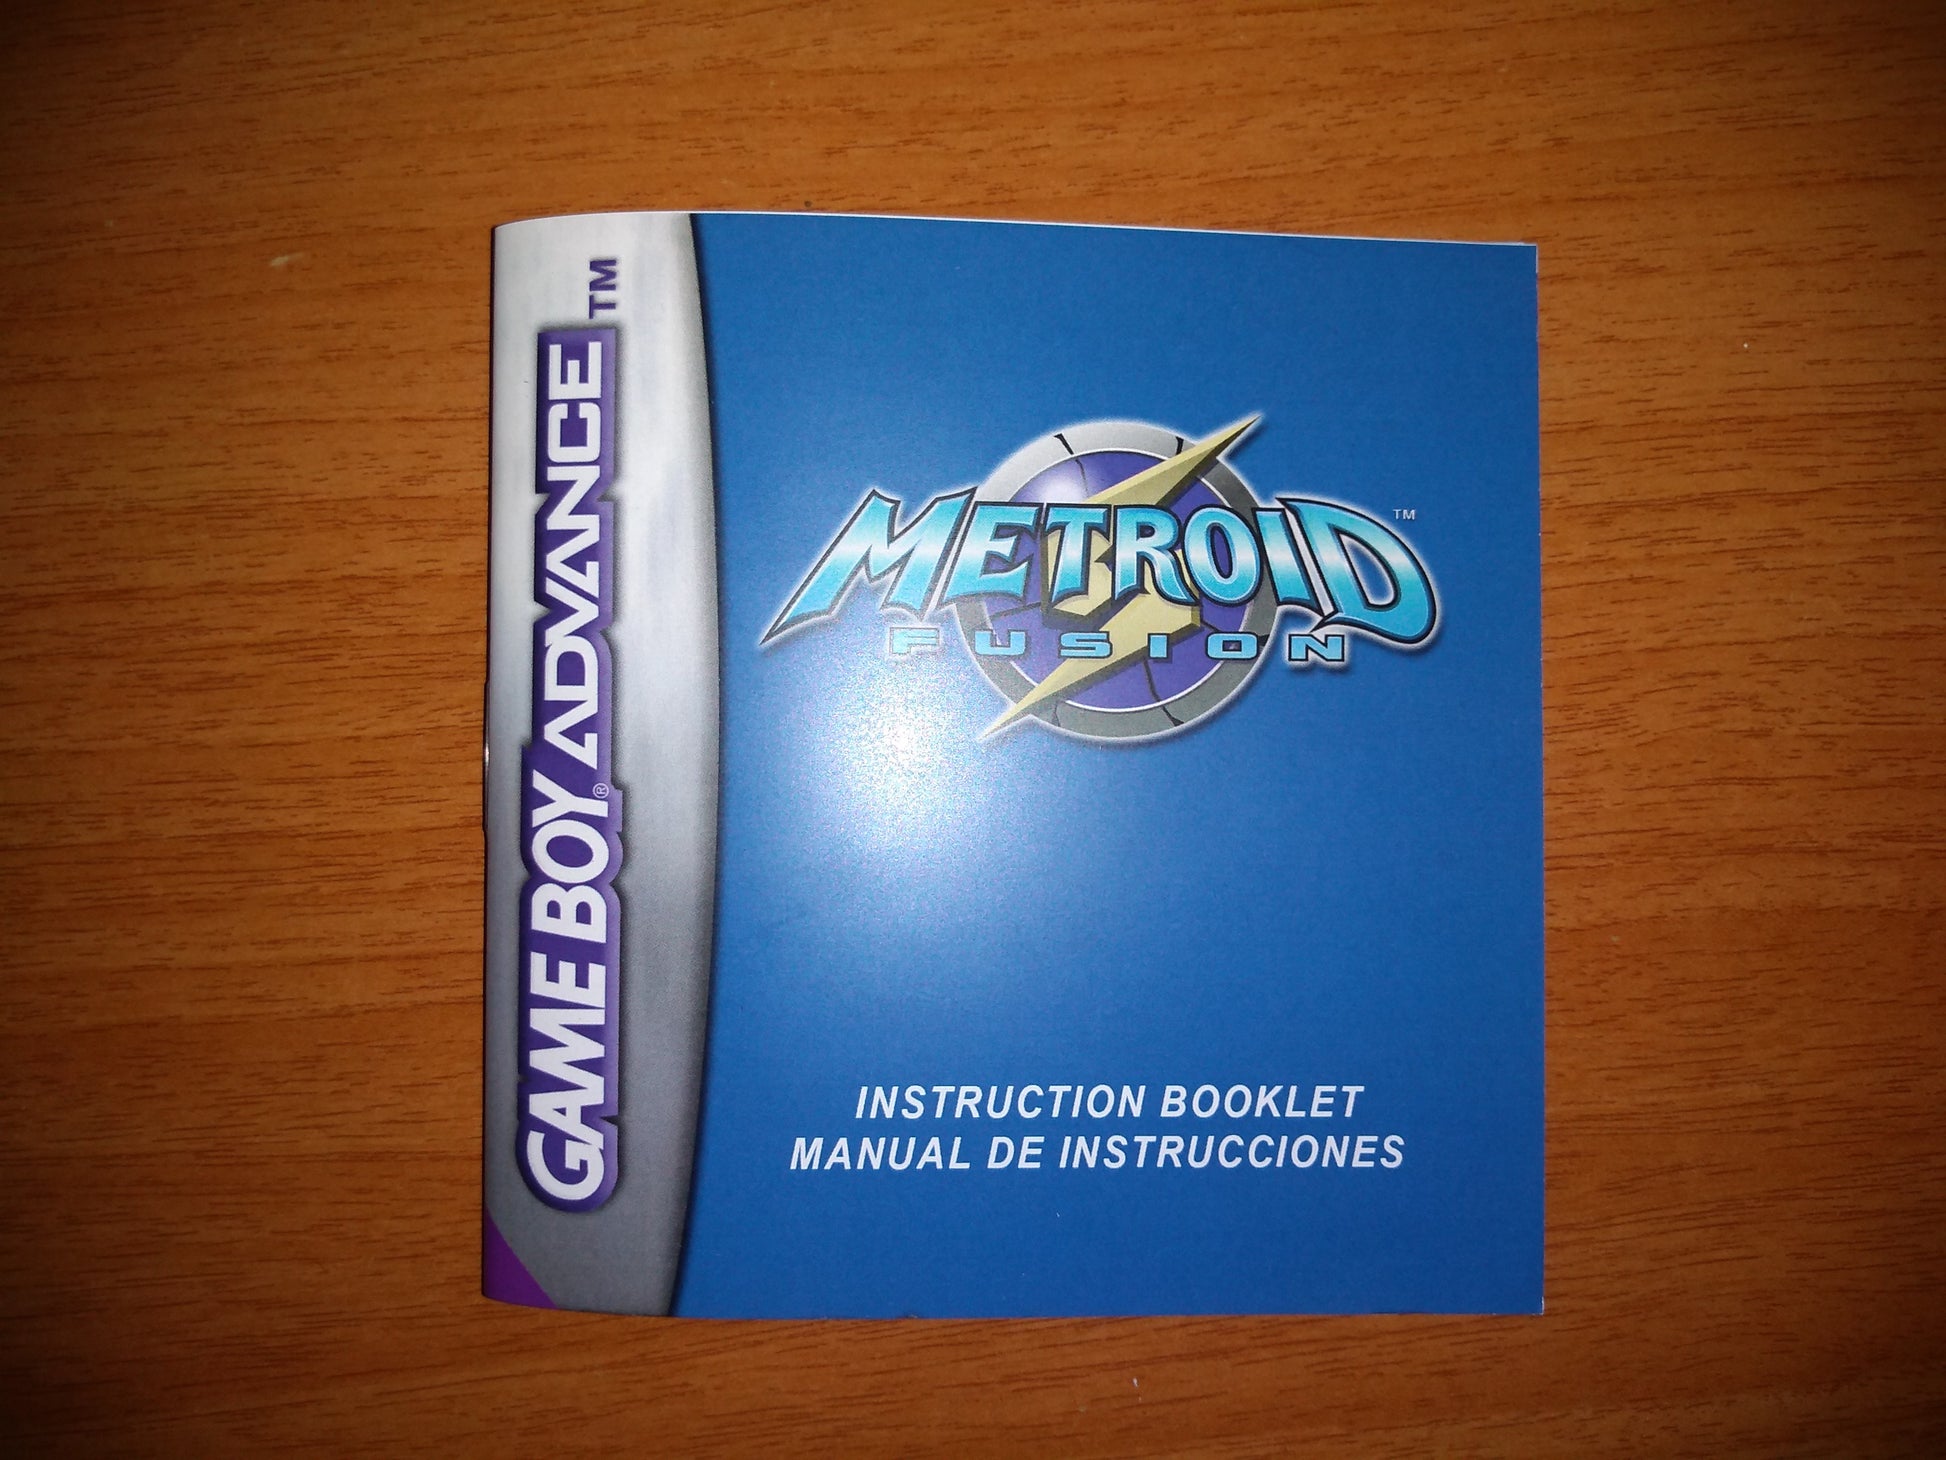 GAME BOY® ADVANCE™
METROID™
FUSION
INSTRUCTION BOOKLET
MANUAL DE INSTRUCCIONES